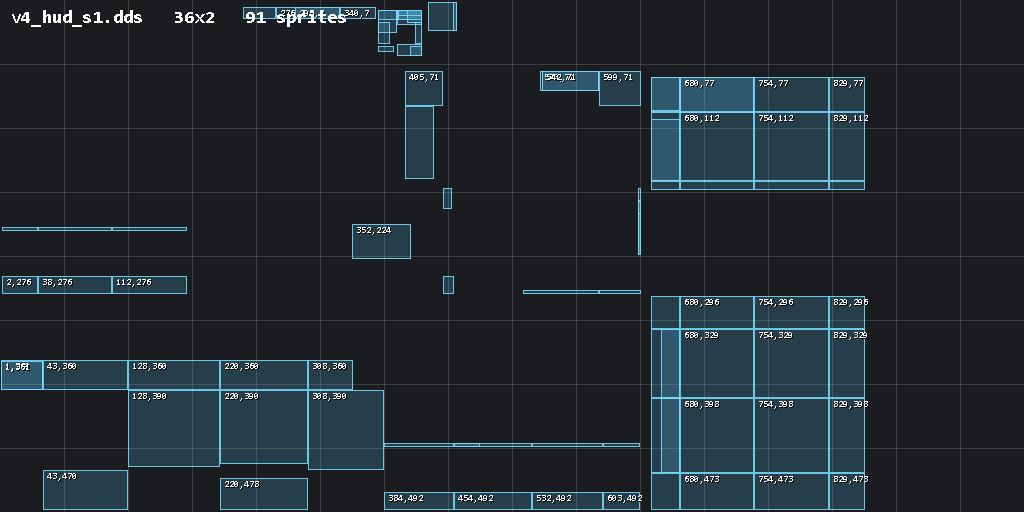 v4_hud_s1.dds 36x2 91 sprites
340,7
405,71 599,71
680,77 754,77 829,77
680,112 754,112 829,112
352,224
2,276 38,276 112,276
680,296 754,296 829,296
680,329 754,329 829,329
43,360 128,360 220,360 308,360
128,390 220,390 308,390
680,398 754,398 829,398
43,470 220,478
680,473 754,473 829,473
384,492 454,492 532,492 603,492